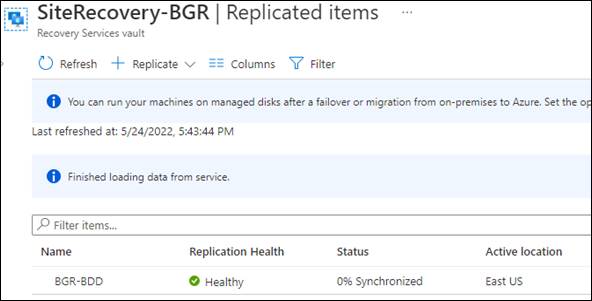 SiteRecovery-BGR | Replicated items ...
Recovery Services vault
Refresh Replicate Columns Filter
You can run your machines on managed disks after a failover or migration from on-premises to Azure. Set the op
Last refreshed at: 5/24/2022, 5:43:44 PM
Finished loading data from service.
Filter items...
Name Replication Health Status Active location
BGR-BDD Healthy 0% Synchronized East US